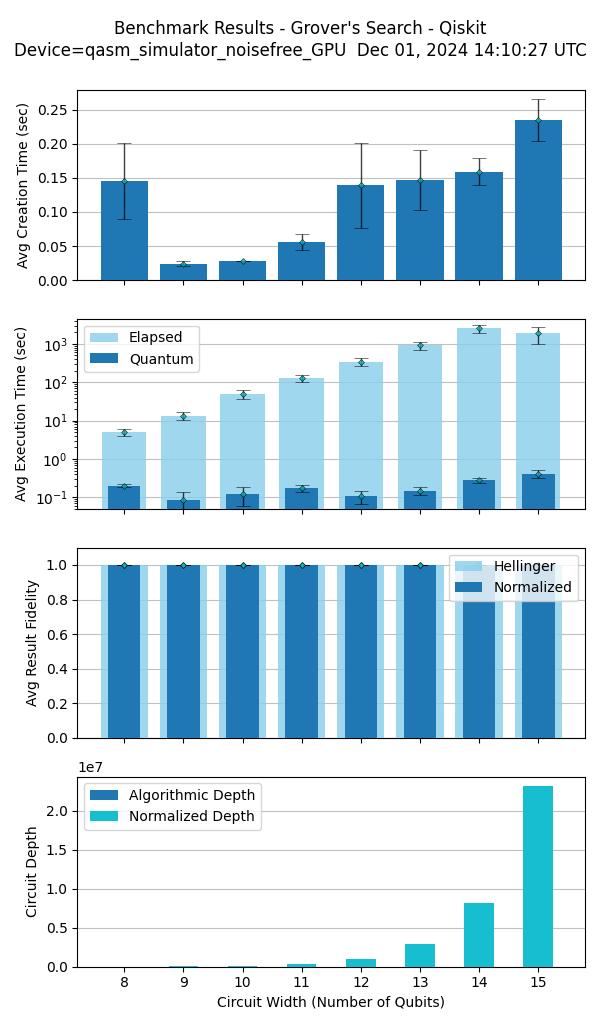 Benchmark Results - Grover's Search - Qiskit
Device=qasm_simulator_noisefree_GPU  Dec 01, 2024 14:10:27 UTC
Avg Creation Time (sec)
0.25
0.20
0.15
0.10
0.05
0.00
Avg Execution Time (sec)
10³
10²
10¹
10⁰
10⁻¹
Elapsed
Quantum
Avg Result Fidelity
1.0
0.8
0.6
0.4
0.2
0.0
Hellinger
Normalized
1e7
Circuit Depth
2.0
1.5
1.0
0.5
0.0
Algorithmic Depth
Normalized Depth
8 9 10 11 12 13 14 15
Circuit Width (Number of Qubits)